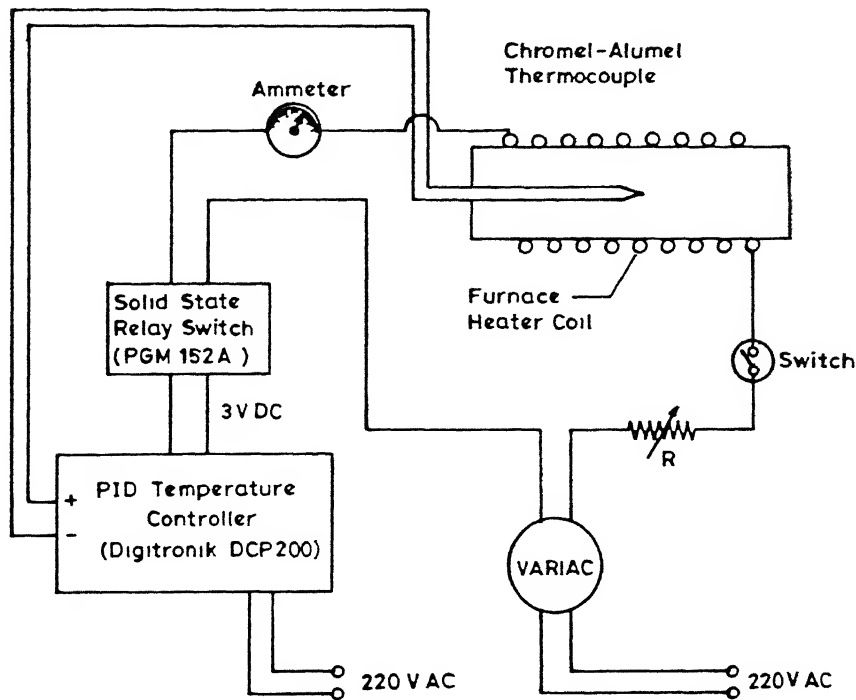 Chromel-Alumel
Thermocouple
Ammeter
Solid State
Relay Switch
(PGM 152A )
Furnace
Heater Coil
Switch
3V DC
R
+
PID Temperature
Controller
-
(Digitronik DCP200)
VARIAC
220 V AC
220V AC